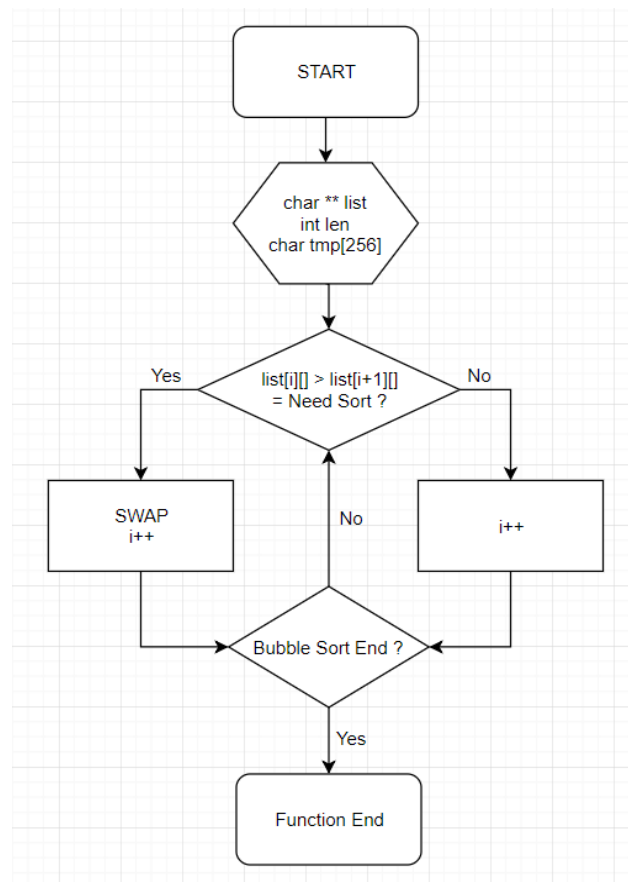 START
char ** list
int len
char tmp[256]
list[i][] > list[i+1][]
= Need Sort ?
Yes
No
SWAP
i++
i++
No
Bubble Sort End ?
Yes
Function End